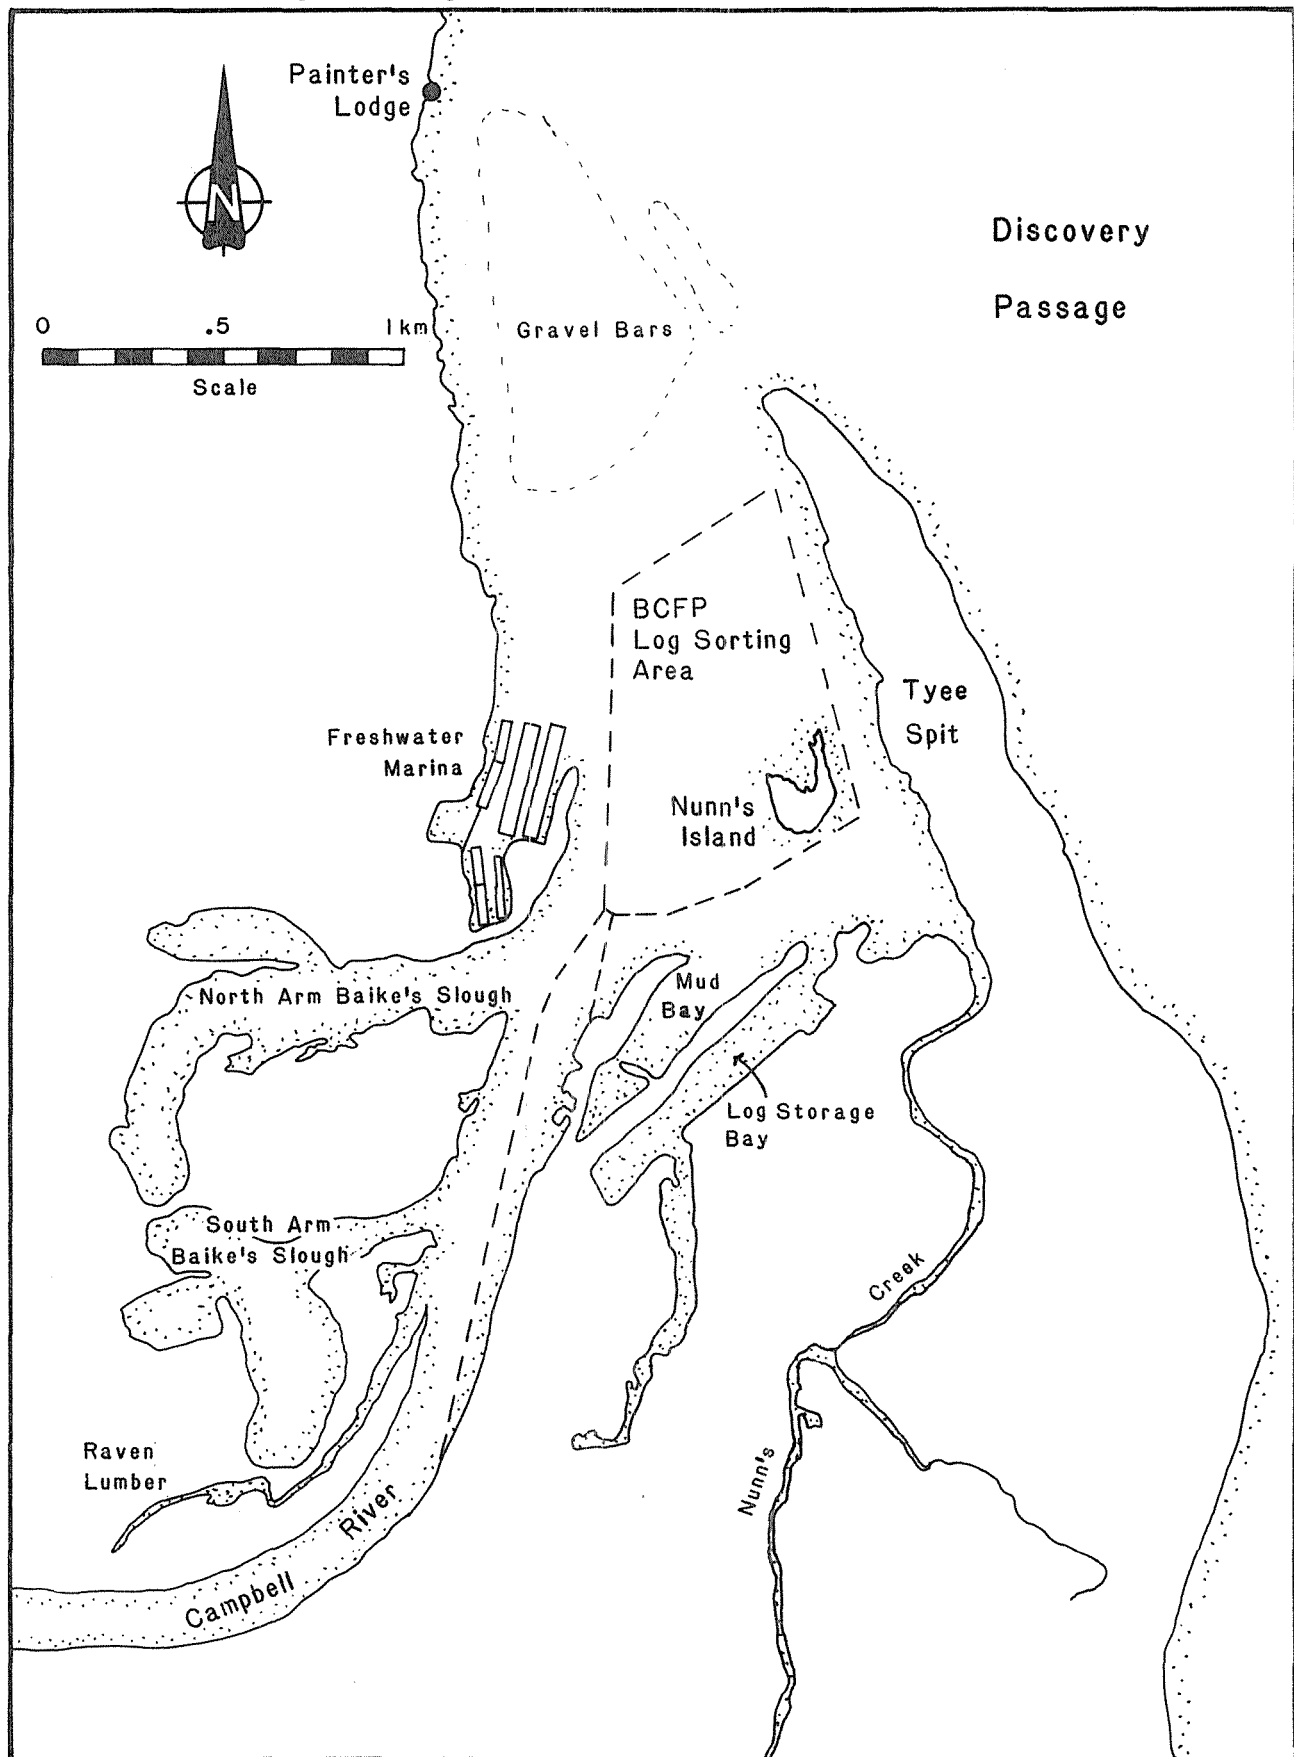 Painter's
Lodge
N
Discovery
Passage
0 .5 1 km
Scale
Gravel Bars
BCFP
Log Sorting
Area
Tyee
Spit
Freshwater
Marina
Nunn's
Island
North Arm Baike's Slough
Mud
Bay
Log Storage
Bay
South Arm
Baike's Slough
Creek
Nunn's
Raven
Lumber
River
Campbell